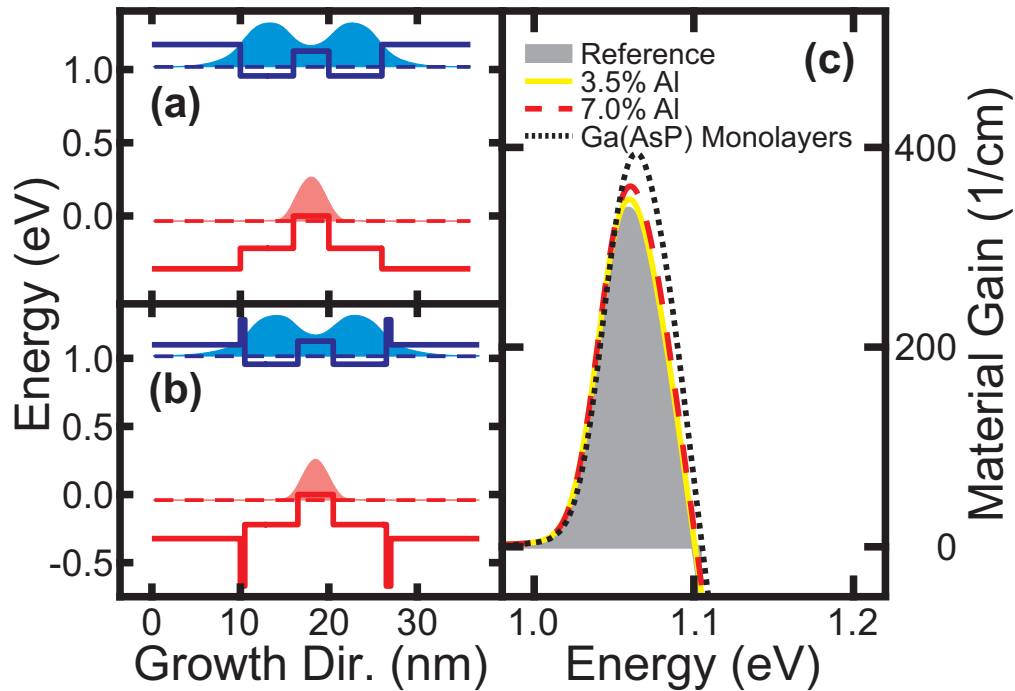 Energy (eV)
1.0
0.5
0.0
(a)
1.0
0.5
0.0
-0.5
(b)
0
10
20
30
Growth Dir. (nm)
Reference
3.5% Al
7.0% Al
Ga(AsP) Monolayers
(c)
400
200
0
Material Gain (1/cm)
1.0
1.1
1.2
Energy (eV)